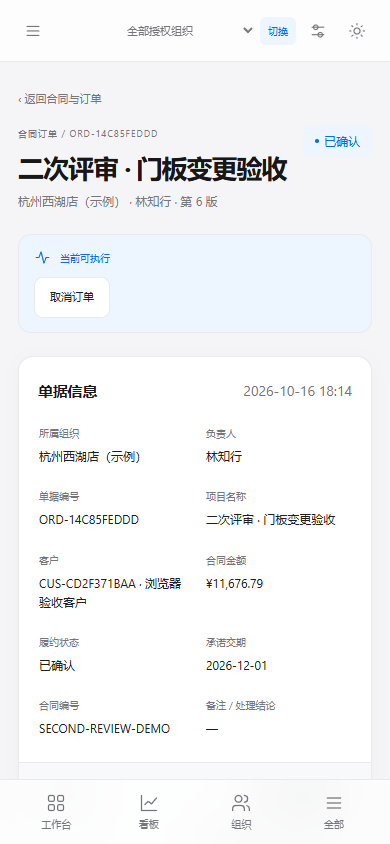 全部授权组织
切换
‹ 返回合同与订单
合同订单 / ORD-14C85FEDDD
已确认
二次评审 · 门板变更验收
杭州西湖店（示例） · 林知行 · 第 6 版
当前可执行
取消订单
单据信息
2026-10-16 18:14
所属组织
负责人
杭州西湖店（示例）
林知行
单据编号
项目名称
ORD-14C85FEDDD
二次评审 · 门板变更验收
客户
合同金额
CUS-CD2F371BAA · 浏览器
验收客户
¥11,676.79
履约状态
承诺交期
已确认
2026-12-01
合同编号
备注 / 处理结论
SECOND-REVIEW-DEMO
—
工作台
看板
组织
全部